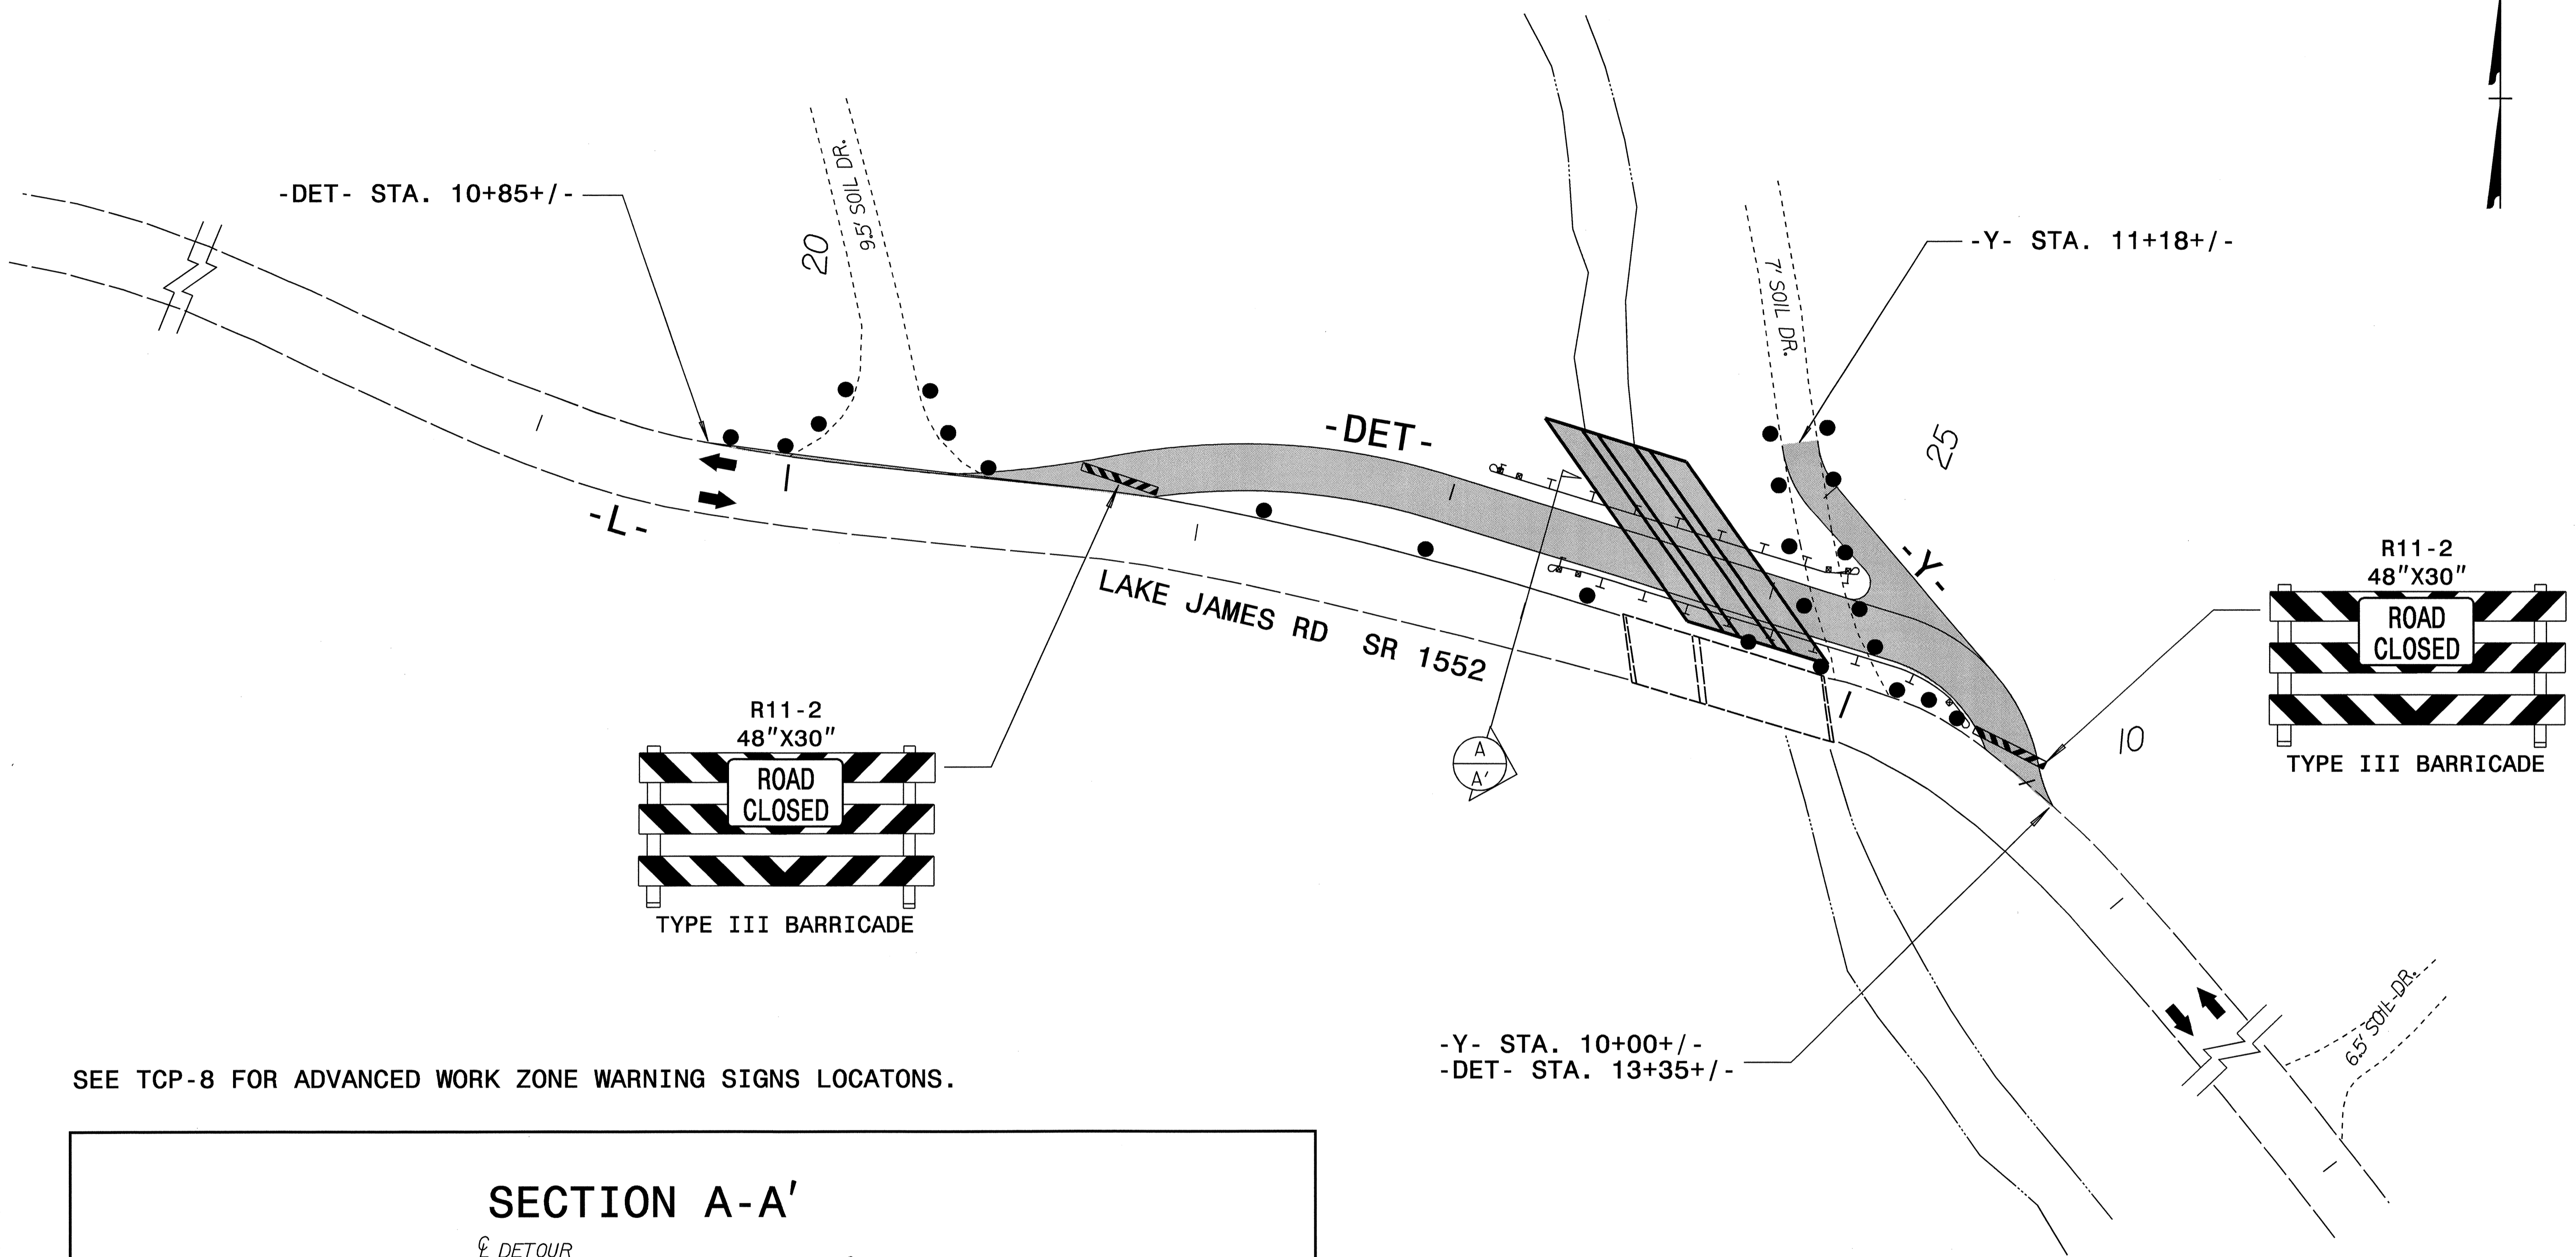 -DET- STA. 10+85+/-
20
9.5' SOIL DR.
-Y- STA. 11+18+/-
7' SOIL DR.
25
-DET-
-L-
-Y-
LAKE JAMES RD SR 1552
R11-2
48"X30"
ROAD
CLOSED
TYPE III BARRICADE
10
R11-2
48"X30"
ROAD
CLOSED
TYPE III BARRICADE
A
A'
-Y- STA. 10+00+/-
-DET- STA. 13+35+/-
6.5' SOIL DR.
SEE TCP-8 FOR ADVANCED WORK ZONE WARNING SIGNS LOCATONS.
SECTION A-A'
℄ DETOUR